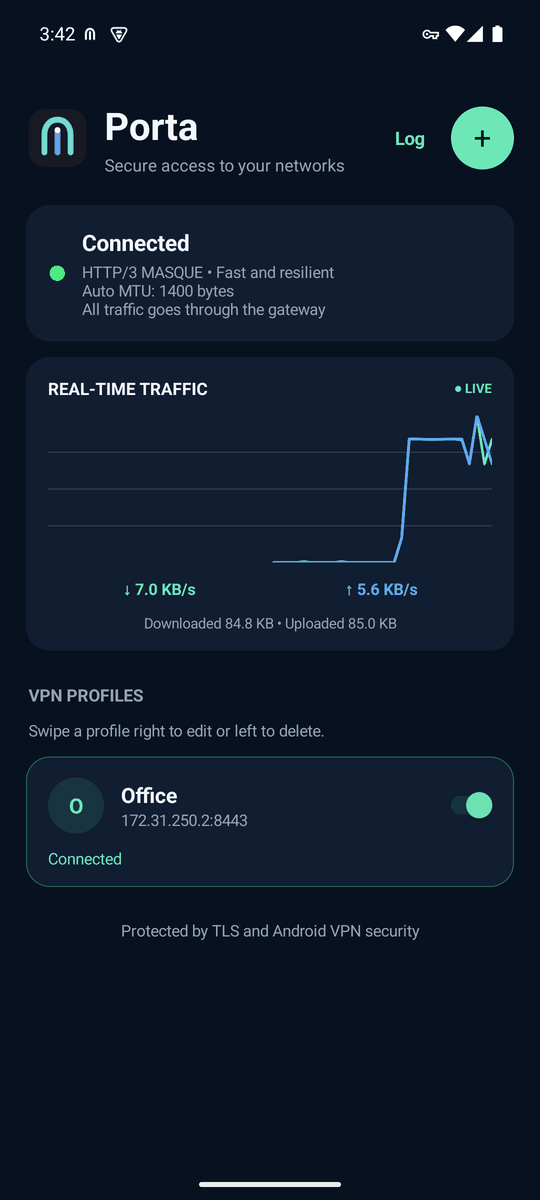 3:42
Porta
Secure access to your networks
Log
+
Connected
HTTP/3 MASQUE • Fast and resilient
Auto MTU: 1400 bytes
All traffic goes through the gateway
REAL-TIME TRAFFIC
• LIVE
↓ 7.0 KB/s
↑ 5.6 KB/s
Downloaded 84.8 KB • Uploaded 85.0 KB
VPN PROFILES
Swipe a profile right to edit or left to delete.
O
Office
172.31.250.2:8443
Connected
Protected by TLS and Android VPN security